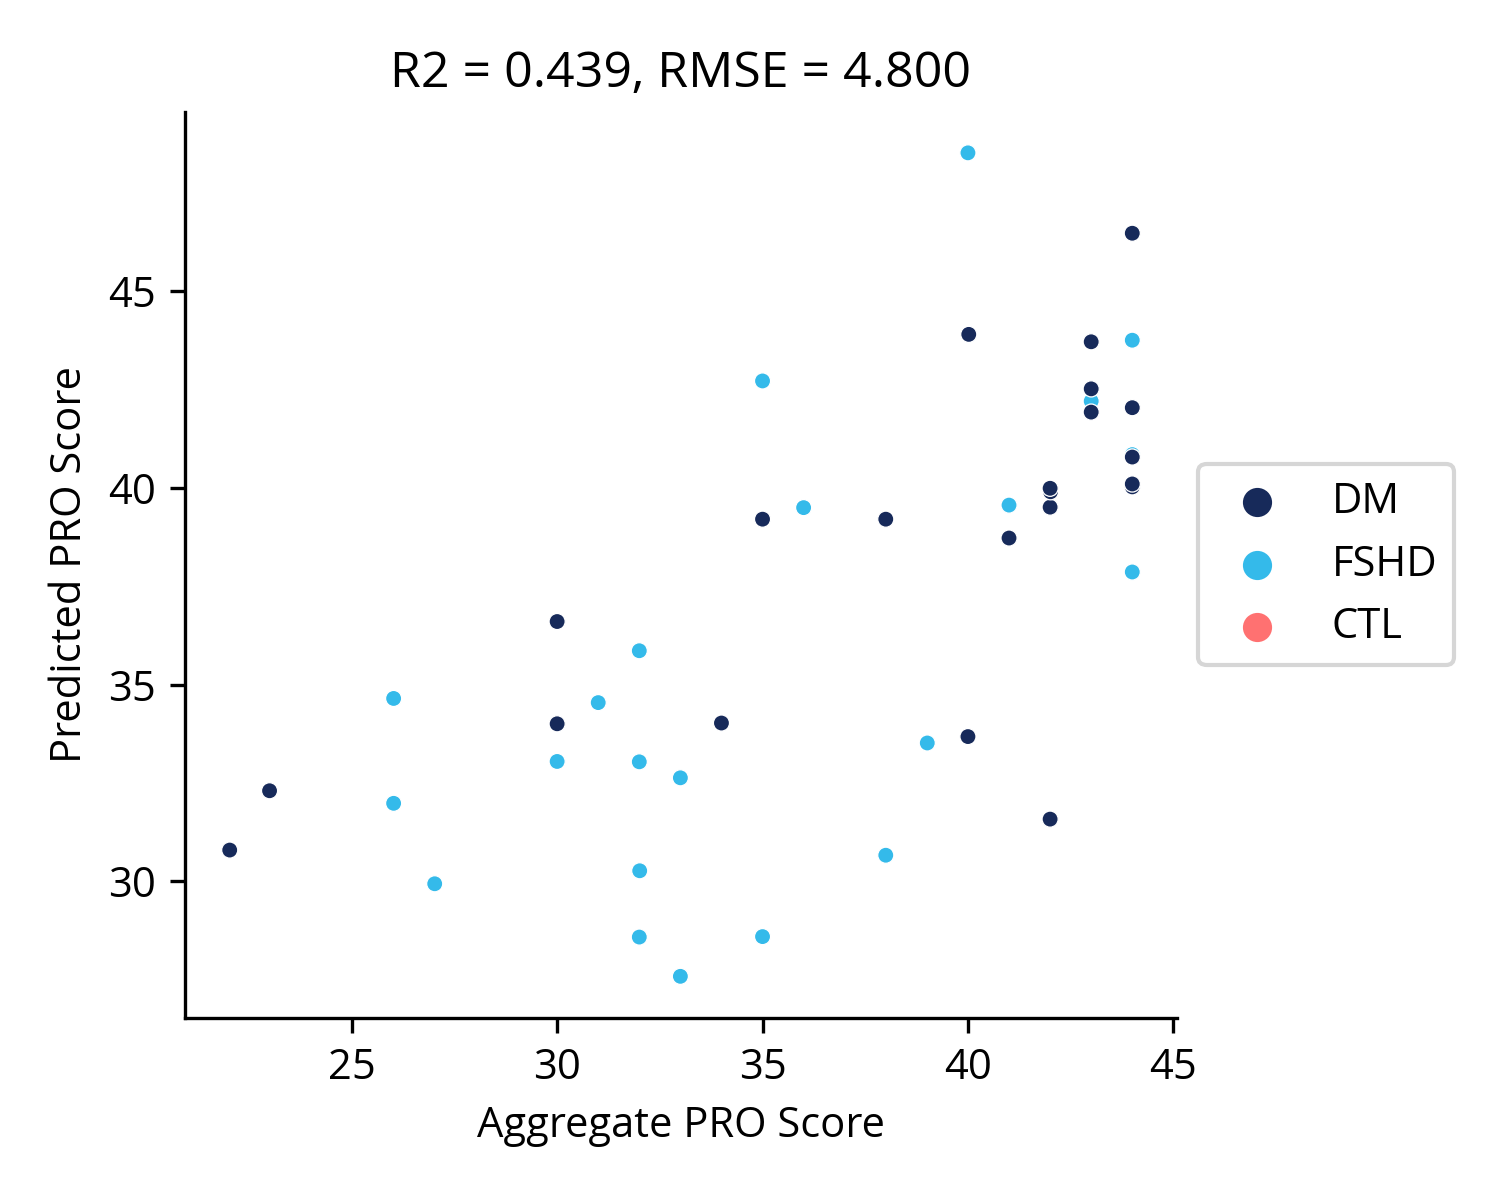 R2 = 0.439, RMSE = 4.800
Predicted PRO Score
45
40
35
30
25 30 35 40 45
Aggregate PRO Score
DM
FSHD
CTL